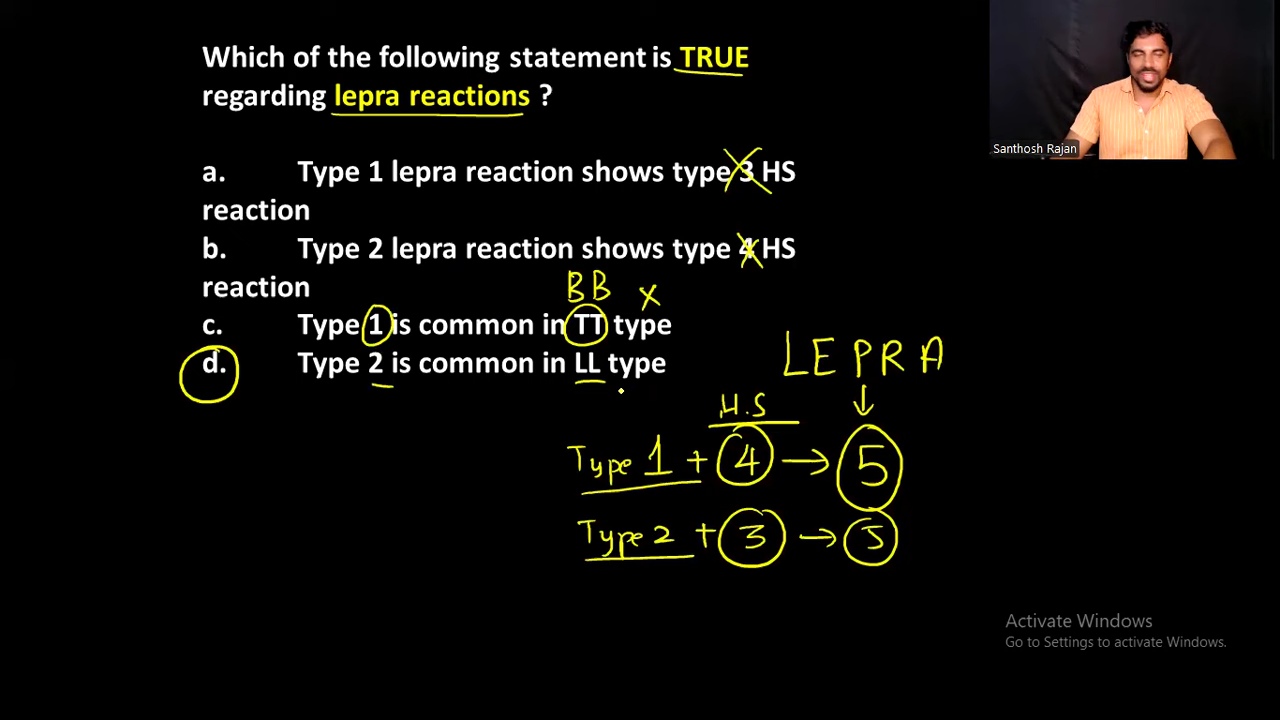 Which of the following statement is TRUE
regarding lepra reactions ?
a. Type 1 lepra reaction shows type 3 HS
reaction
b. Type 2 lepra reaction shows type 4 HS
reaction
BB X
c. Type 1 is common in TT type
d. Type 2 is common in LL type
LEPRA
H.S
Type 1 + 4 → 5
Type 2 + 3 → 5
Santhosh Rajan
Activate Windows
Go to Settings to activate Windows.